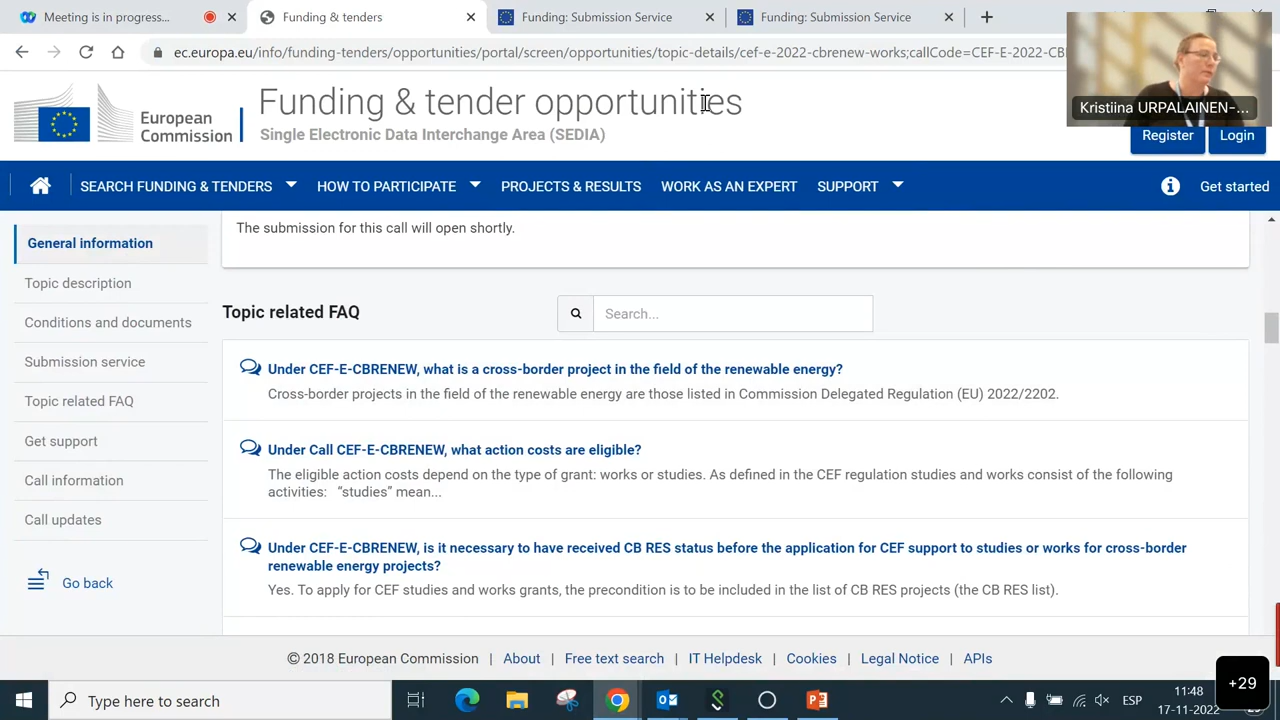 Meeting is in progress...
Funding & tenders
Funding: Submission Service
Funding: Submission Service
ec.europa.eu/info/funding-tenders/opportunities/portal/screen/opportunities/topic-details/cef-e-2022-cbrenew-works;callCode=CEF-E-2022-CB
Kristiina URPALAINEN-...
European
Commission
Funding & tender opportunities
Single Electronic Data Interchange Area (SEDIA)
Register
Login
SEARCH FUNDING & TENDERS
HOW TO PARTICIPATE
PROJECTS & RESULTS
WORK AS AN EXPERT
SUPPORT
Get started
General information
Topic description
Conditions and documents
Submission service
Topic related FAQ
Get support
Call information
Call updates
Go back
The submission for this call will open shortly.
Topic related FAQ
Search...
Under CEF-E-CBRENEW, what is a cross-border project in the field of the renewable energy?
Cross-border projects in the field of the renewable energy are those listed in Commission Delegated Regulation (EU) 2022/2202.
Under Call CEF-E-CBRENEW, what action costs are eligible?
The eligible action costs depend on the type of grant: works or studies. As defined in the CEF regulation studies and works consist of the following
activities: “studies” mean...
Under CEF-E-CBRENEW, is it necessary to have received CB RES status before the application for CEF support to studies or works for cross-border
renewable energy projects?
Yes. To apply for CEF studies and works grants, the precondition is to be included in the list of CB RES projects (the CB RES list).
© 2018 European Commission | About | Free text search | IT Helpdesk | Cookies | Legal Notice | APIs
Type here to search
ESP
11:48
17-11-2022
+29